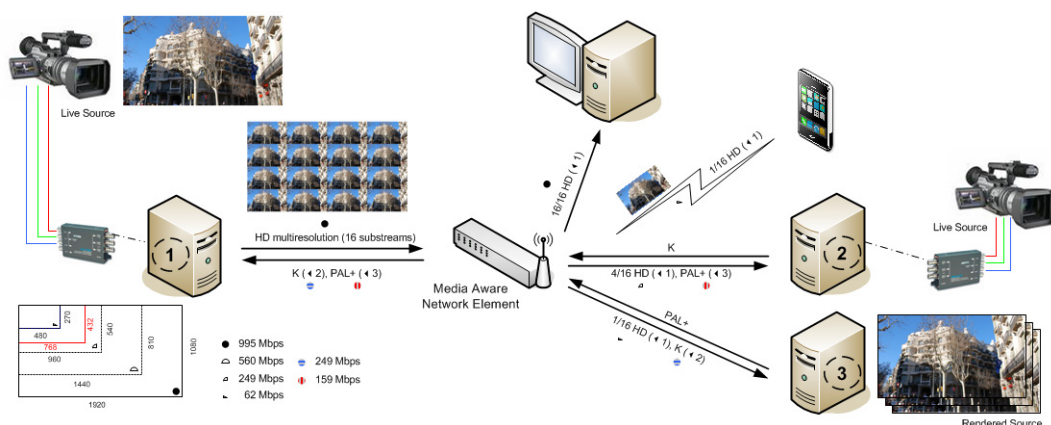 Live Source
16/16 HD (◂ 1)
1/16 HD (◂ 1)
Live Source
1
HD multiresolution (16 substreams)
K (◂ 2), PAL+ (◂ 3)
Media Aware
Network Element
K
4/16 HD (◂ 1), PAL+ (◂ 3)
2
PAL+
1/16 HD (◂ 1), K (◂ 2)
3
Rendered Source
270
432
540
810
1080
480
768
960
1440
1920
995 Mbps
560 Mbps
249 Mbps
62 Mbps
249 Mbps
159 Mbps